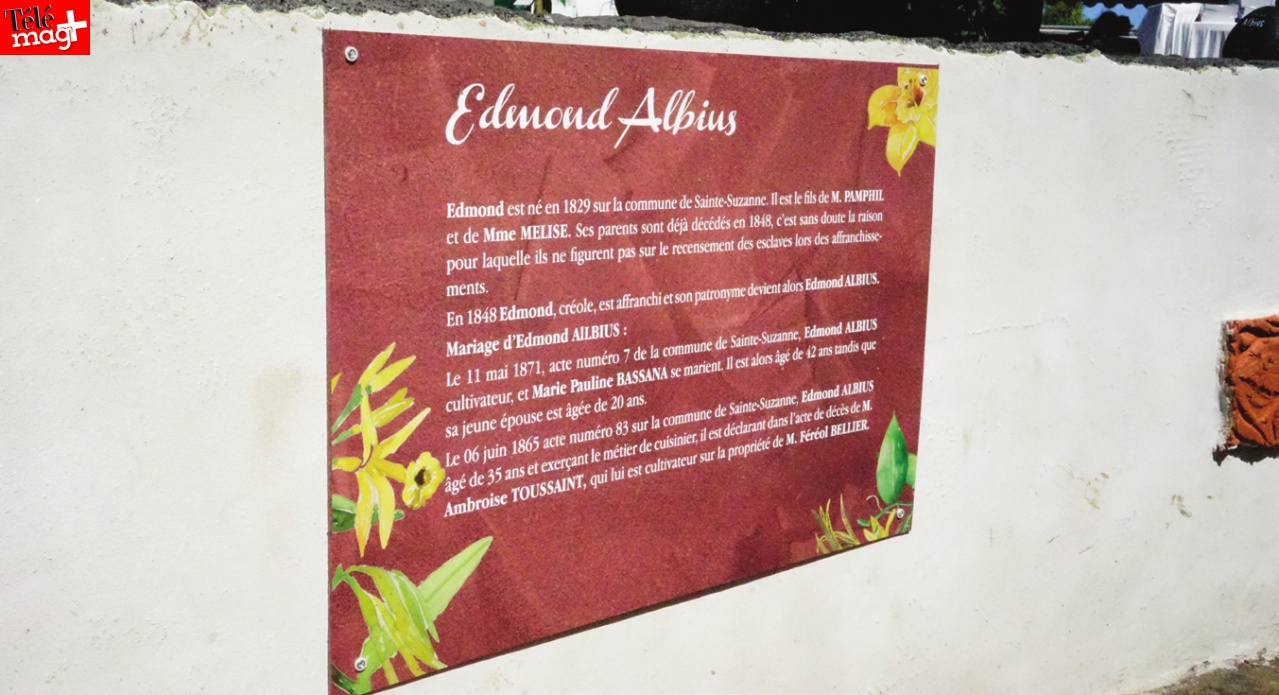 Télé
mag+
Edmond Albius
Edmond est né en 1829 sur la commune de Sainte-Suzanne. Il est le fils de M. PAMPHIL
et de Mme MELISE. Ses parents sont déjà décédés en 1848, c'est sans doute la raison
pour laquelle ils ne figurent pas sur le recensement des esclaves lors des affranchisse-
ments.
En 1848 Edmond, créole, est affranchi et son patronyme devient alors Edmond ALBIUS.
Mariage d'Edmond AlLBIUS :
Le 11 mai 1871, acte numéro 7 de la commune de Sainte-Suzanne, Edmond ALBIUS
cultivateur, et Marie Pauline BASSANA se marient. Il est alors âgé de 42 ans tandis que
sa jeune épouse est âgée de 20 ans.
Le 06 juin 1865 acte numéro 83 sur la commune de Sainte-Suzanne, Edmond ALBIUS
âgé de 35 ans et exerçant le métier de cuisinier, il est déclarant dans l'acte de décès de M.
Ambroise TOUSSAINT, qui lui est cultivateur sur la propriété de M. Féréol BELLIER.